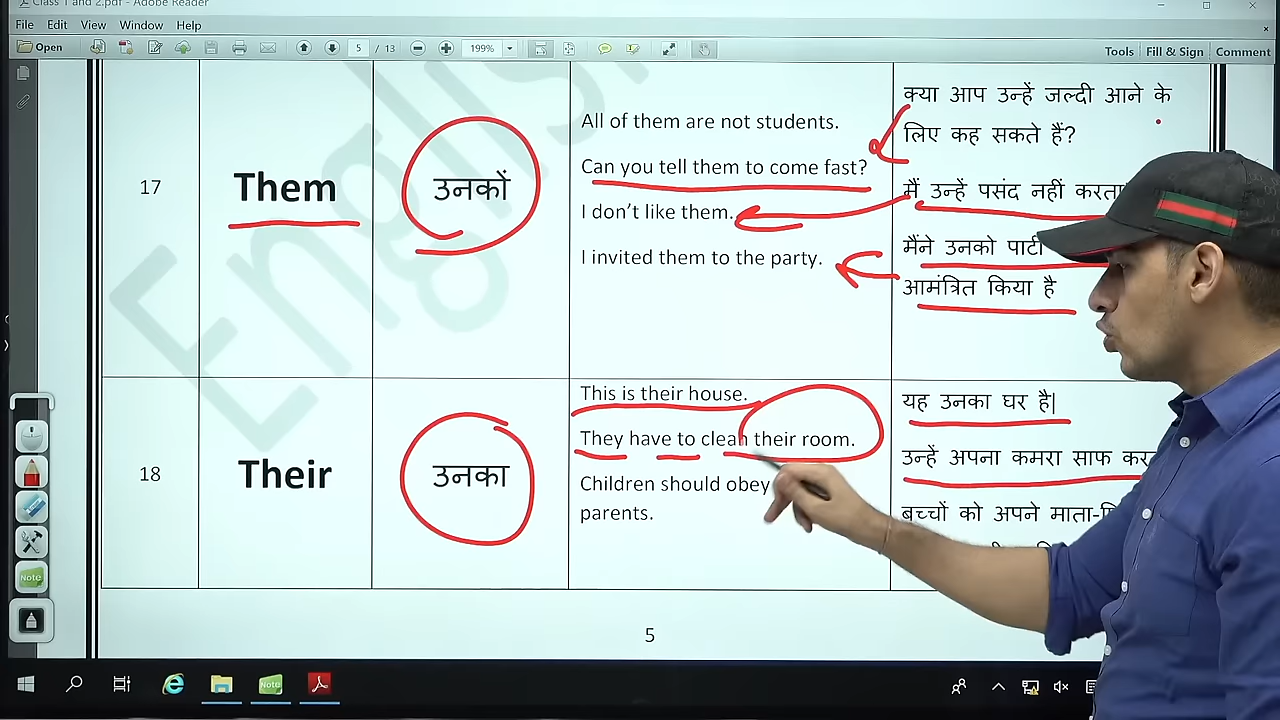 Class 1 and 2.pdf - Adobe Reader
File Edit View Window Help
Open 5 / 13 199% Tools Fill & Sign Comment
17
Them
उनकों
All of them are not students.
Can you tell them to come fast?
I don't like them.
I invited them to the party.
क्या आप उन्हें जल्दी आने के
लिए कह सकते हैं?
मैं उन्हें पसंद नहीं करता
मैंने उनको पार्टी
आमंत्रित किया है
18
Their
उनका
This is their house.
They have to clean their room.
Children should obey
parents.
यह उनका घर है|
उन्हें अपना कमरा साफ
बच्चों को अपने
5
English
Note
Note